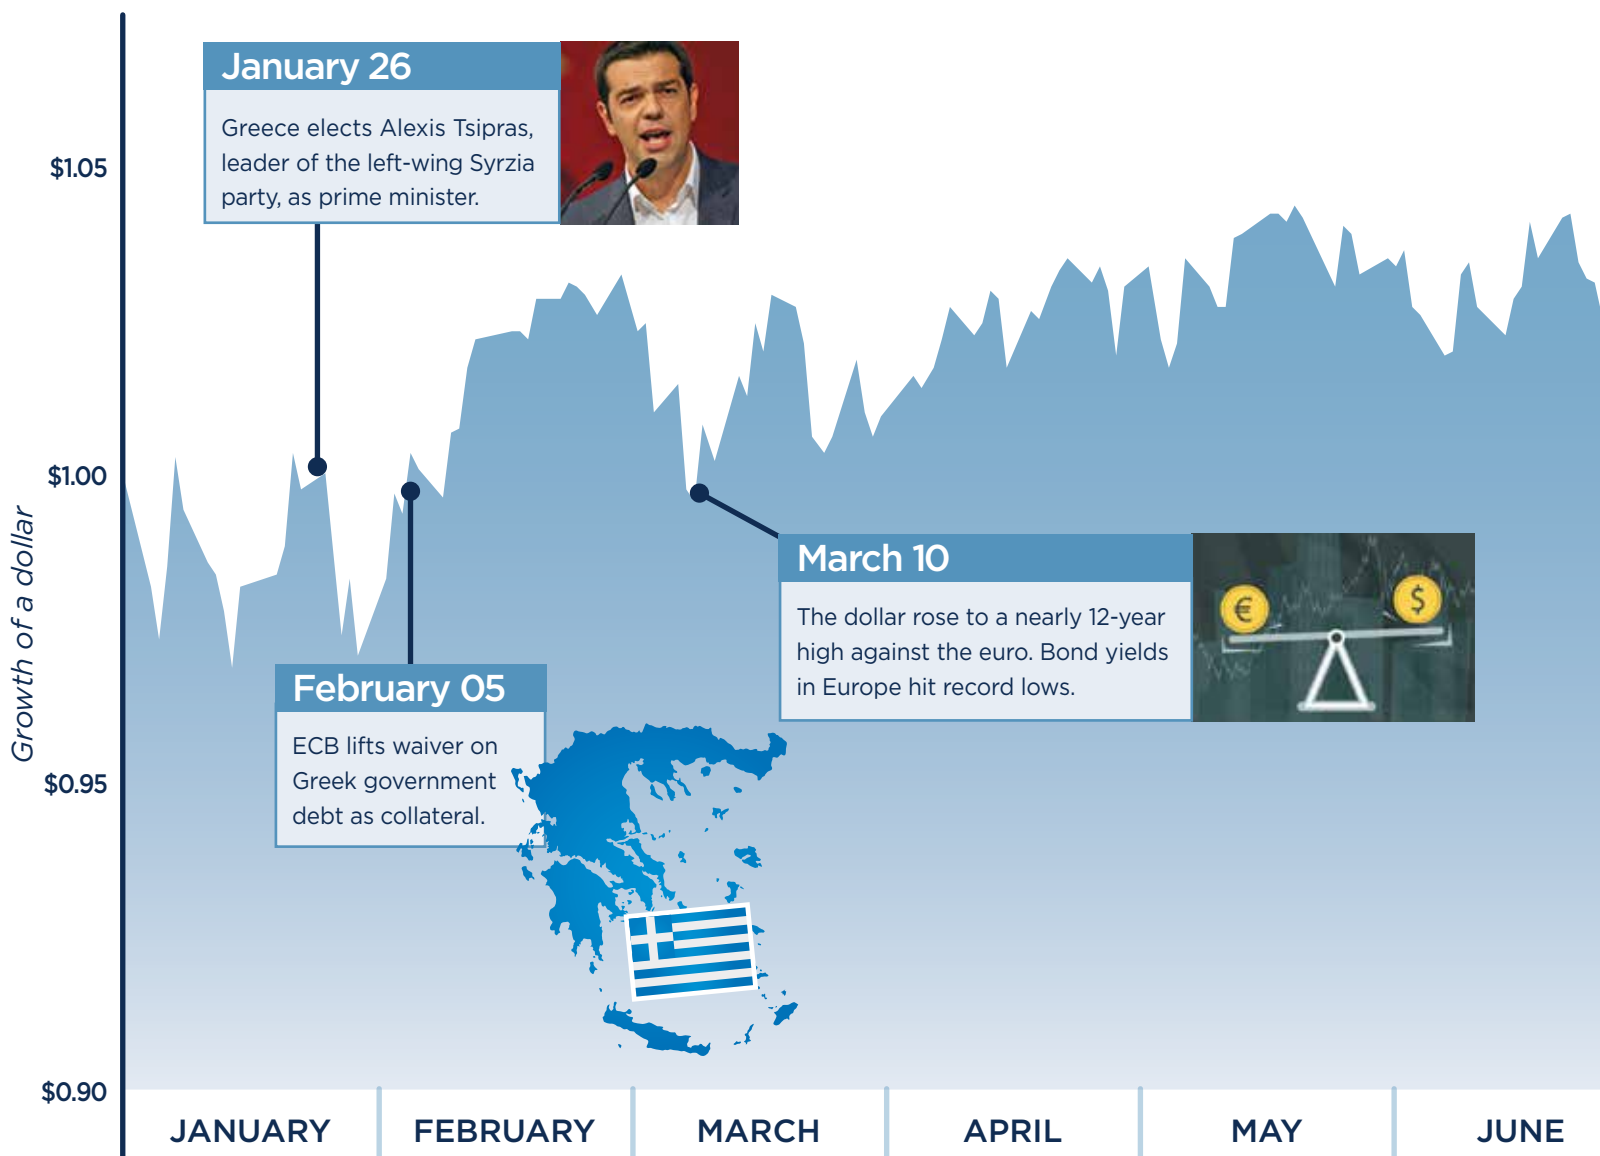 January 26
Greece elects Alexis Tsipras,
leader of the left-wing Syrzia
party, as prime minister.
$1.05
$1.00
Growth of a dollar
March 10
The dollar rose to a nearly 12-year
high against the euro. Bond yields
in Europe hit record lows.
€
$
February 05
ECB lifts waiver on
Greek government
debt as collateral.
$0.95
$0.90
JANUARY
FEBRUARY
MARCH
APRIL
MAY
JUNE